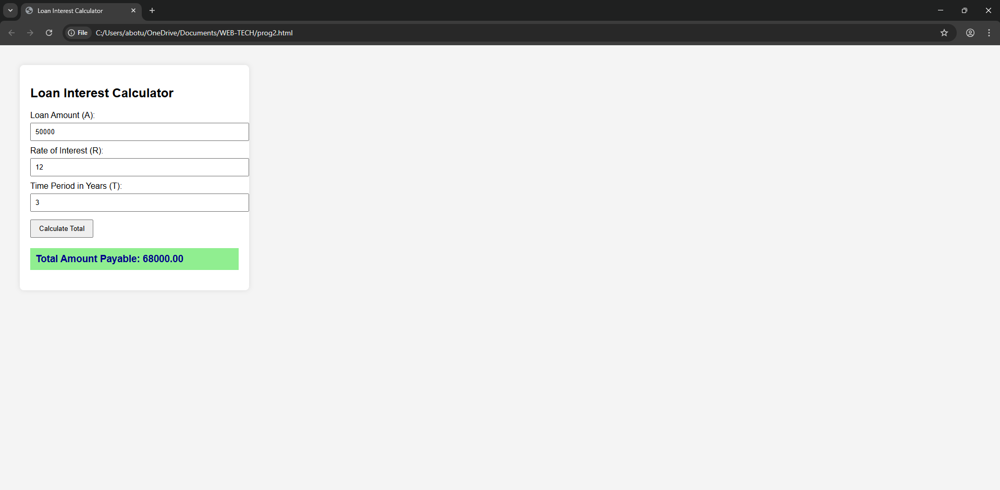 Loan Interest Calculator
File C:/Users/abotu/OneDrive/Documents/WEB-TECH/prog2.html
Loan Interest Calculator
Loan Amount (A):
50000
Rate of Interest (R):
12
Time Period in Years (T):
3
Calculate Total
Total Amount Payable: 68000.00